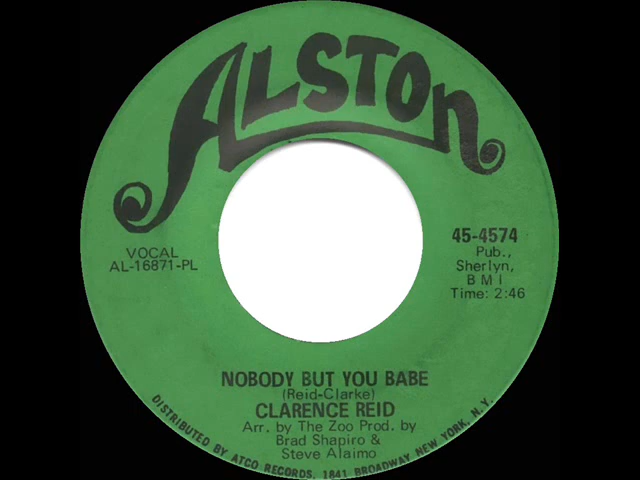 ALSTON
VOCAL
AL-16871-PL
45-4574
Pub.,
Sherlyn,
B M I
Time: 2:46
NOBODY BUT YOU BABE
(Reid-Clarke)
CLARENCE REID
Arr. by The Zoo Prod. by
Brad Shapiro &
Steve Alaimo
DISTRIBUTED BY ATCO RECORDS, 1841 BROADWAY NEW YORK, N. Y.